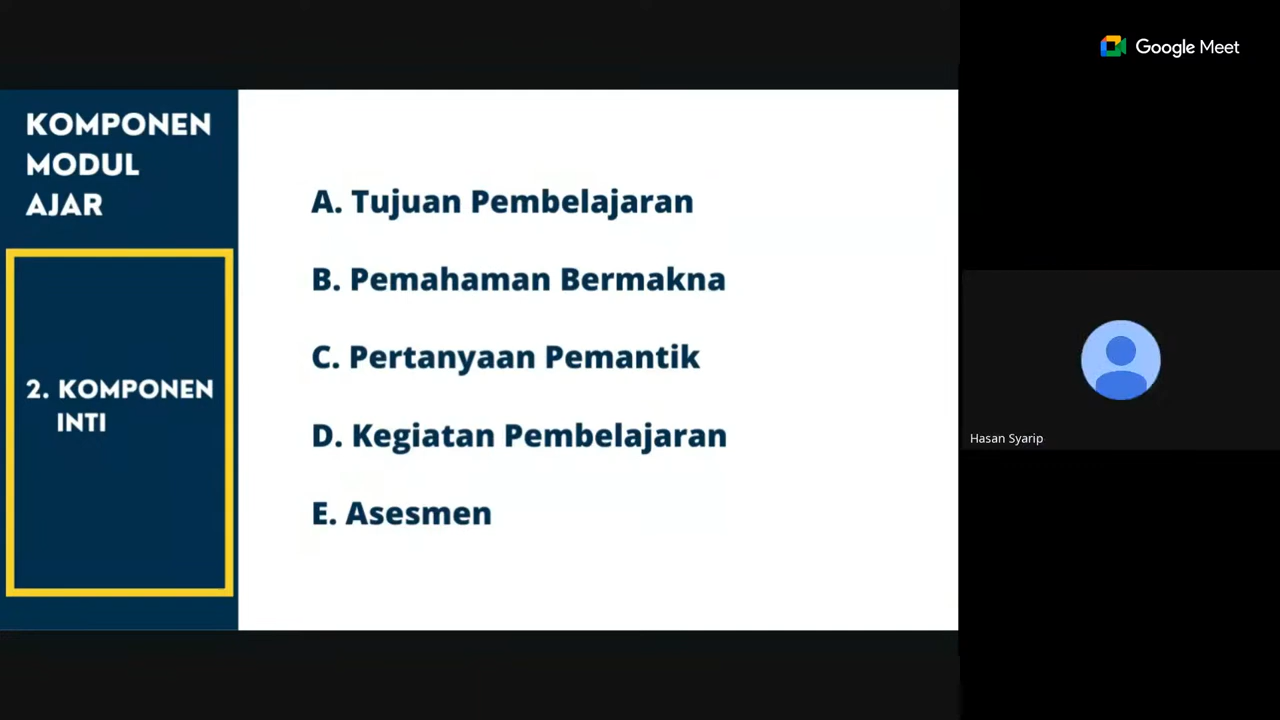 Google Meet
KOMPONEN
MODUL
AJAR
2. KOMPONEN
INTI
A. Tujuan Pembelajaran
B. Pemahaman Bermakna
C. Pertanyaan Pemantik
D. Kegiatan Pembelajaran
E. Asesmen
Hasan Syarip